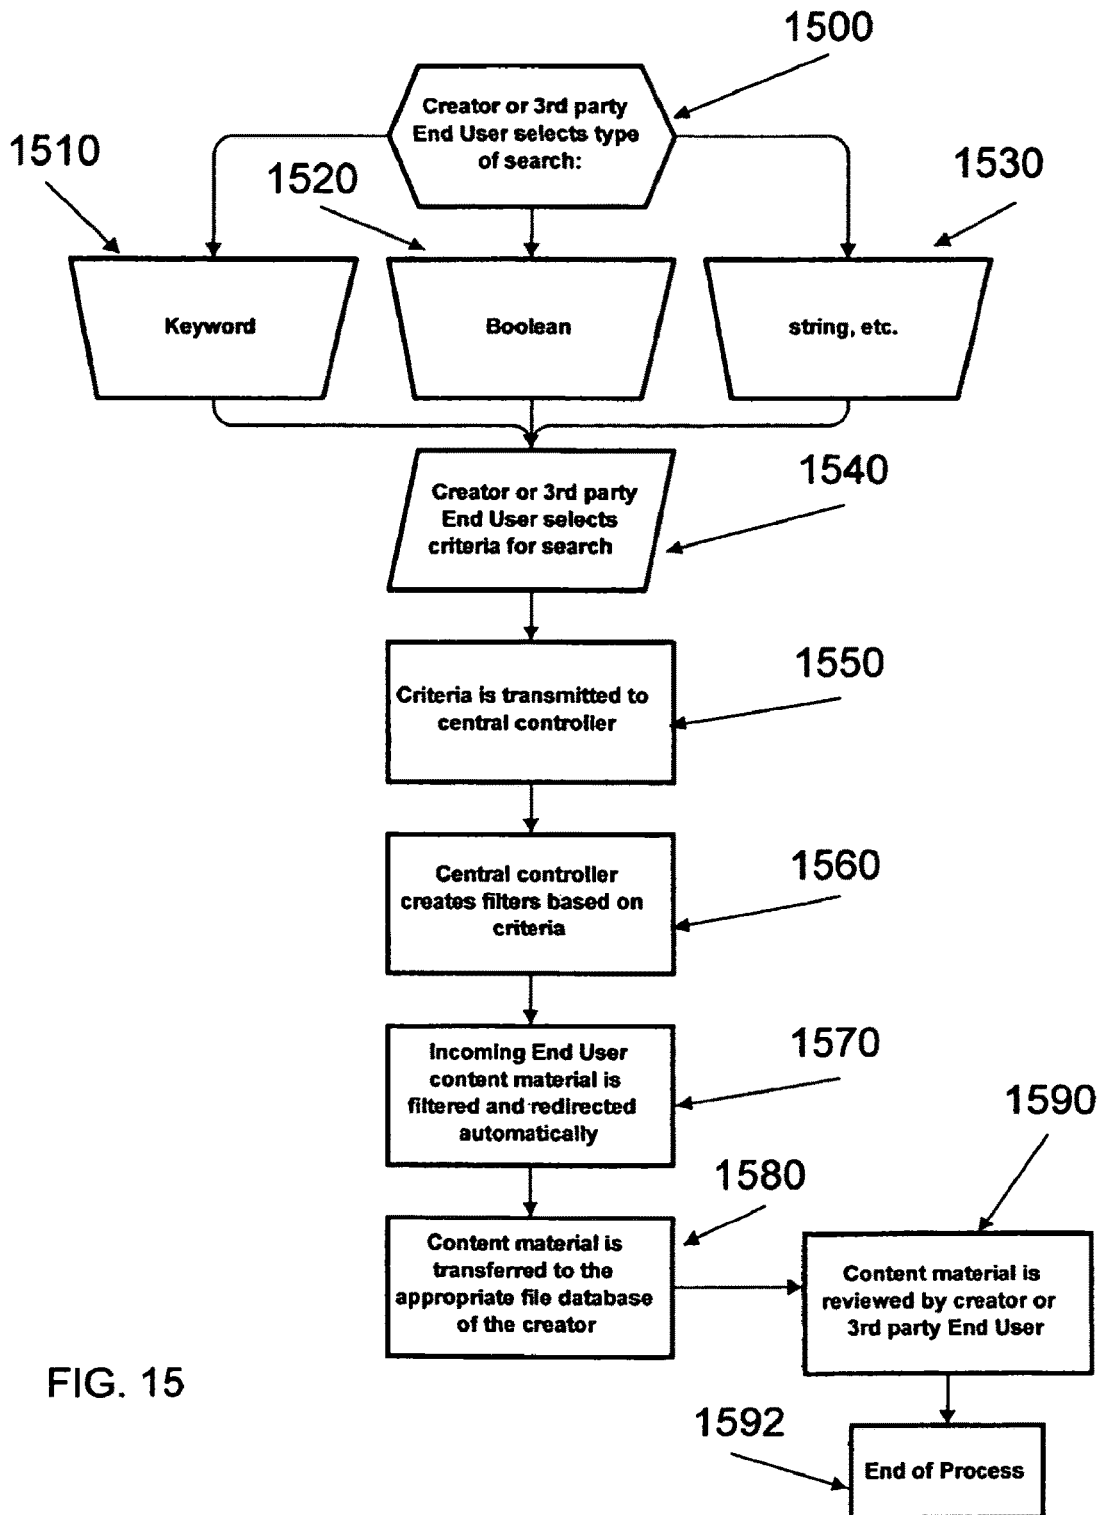 1500
Creator or 3rd party
End User selects type
of search:
1510
1520
1530
Keyword
Boolean
string, etc.
Creator or 3rd party
End User selects
criteria for search
1540
Criteria is transmitted to
central controller
1550
Central controller
creates filters based on
criteria
1560
Incoming End User
content material is
filtered and redirected
automatically
1570
Content material is
transferred to the
appropriate file database
of the creator
1580
1590
Content material is
reviewed by creator or
3rd party End User
1592
End of Process
FIG. 15